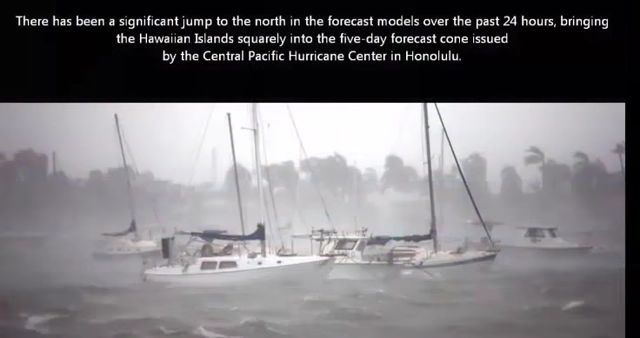 There has been a significant jump to the north in the forecast models over the past 24 hours, bringing
the Hawaiian Islands squarely into the five-day forecast cone issued
by the Central Pacific Hurricane Center in Honolulu.